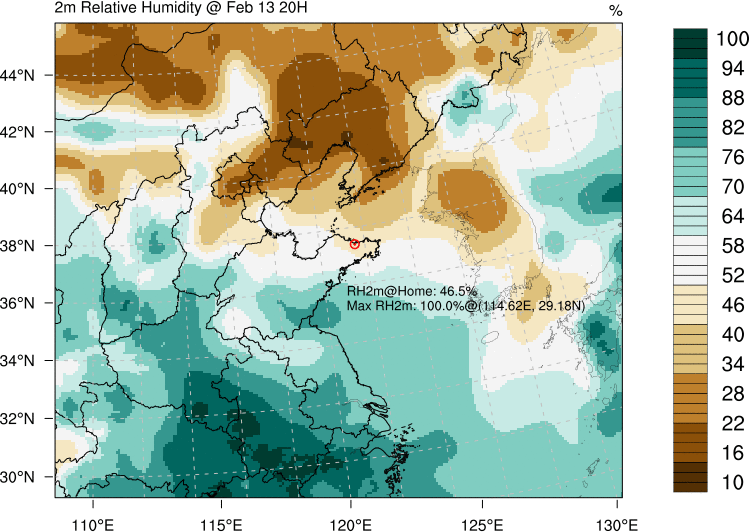 2m Relative Humidity @ Feb 13 20H
%
100
94
88
82
76
70
64
58
52
46
40
34
28
22
16
10
44°N
42°N
40°N
38°N
36°N
34°N
32°N
30°N
RH2m@Home: 46.5%
Max RH2m: 100.0%@(114.62E, 29.18N)
110°E 115°E 120°E 125°E 130°E